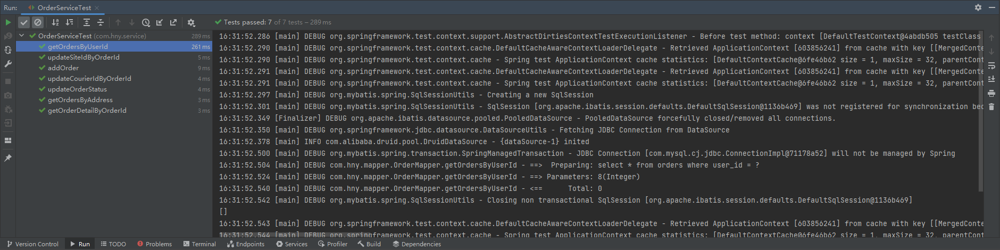 Run: OrderServiceTest
Tests passed: 7 of 7 tests – 289 ms
OrderServiceTest (com.hny.service) 289 ms
getOrdersByUserId 261 ms
updateSiteIdByOrderId 5 ms
addOrder 9 ms
updateCourierIdByOrderId 4 ms
updateOrderStatus 4 ms
getOrdersByAddress 3 ms
getOrderDetailByOrderId 3 ms
16:31:52.286 [main] DEBUG org.springframework.test.context.support.AbstractDirtiesContextTestExecutionListener - Before test method: context [DefaultTestContext@4abdb505 testClass
16:31:52.290 [main] DEBUG org.springframework.test.context.cache.DefaultCacheAwareContextLoaderDelegate - Retrieved ApplicationContext [603856241] from cache with key [[MergedConte
16:31:52.290 [main] DEBUG org.springframework.test.context.cache - Spring test ApplicationContext cache statistics: [DefaultContextCache@6fe46b62 size = 1, maxSize = 32, parentCont
16:31:52.291 [main] DEBUG org.springframework.test.context.cache.DefaultCacheAwareContextLoaderDelegate - Retrieved ApplicationContext [603856241] from cache with key [[MergedConte
16:31:52.291 [main] DEBUG org.springframework.test.context.cache - Spring test ApplicationContext cache statistics: [DefaultContextCache@6fe46b62 size = 1, maxSize = 32, parentCont
16:31:52.297 [main] DEBUG org.mybatis.spring.SqlSessionUtils - Creating a new SqlSession
16:31:52.301 [main] DEBUG org.mybatis.spring.SqlSessionUtils - SqlSession [org.apache.ibatis.session.defaults.DefaultSqlSession@1136b469] was not registered for synchronization bec
16:31:52.349 [Finalizer] DEBUG org.apache.ibatis.datasource.pooled.PooledDataSource - PooledDataSource forcefully closed/removed all connections.
16:31:52.350 [main] DEBUG org.springframework.jdbc.datasource.DataSourceUtils - Fetching JDBC Connection from DataSource
16:31:52.378 [main] INFO com.alibaba.druid.pool.DruidDataSource - {dataSource-1} inited
16:31:52.500 [main] DEBUG org.mybatis.spring.transaction.SpringManagedTransaction - JDBC Connection [com.mysql.cj.jdbc.ConnectionImpl@71178a52] will not be managed by Spring
16:31:52.504 [main] DEBUG com.hny.mapper.OrderMapper.getOrdersByUserId - ==>  Preparing: select * from orders where user_id = ?
16:31:52.524 [main] DEBUG com.hny.mapper.OrderMapper.getOrdersByUserId - ==> Parameters: 8(Integer)
16:31:52.540 [main] DEBUG com.hny.mapper.OrderMapper.getOrdersByUserId - <==      Total: 0
16:31:52.542 [main] DEBUG org.mybatis.spring.SqlSessionUtils - Closing non transactional SqlSession [org.apache.ibatis.session.defaults.DefaultSqlSession@1136b469]
[]
16:31:52.543 [main] DEBUG org.springframework.test.context.cache.DefaultCacheAwareContextLoaderDelegate - Retrieved ApplicationContext [603856241] from cache with key [[MergedConte
16:31:52.544 [main] DEBUG org.springframework.test.context.cache - Spring test ApplicationContext cache statistics: [DefaultContextCache@6fe46b62 size = 1, maxSize = 32, parentCont
Version Control Run TODO Problems Terminal Endpoints Services Profiler Build Dependencies